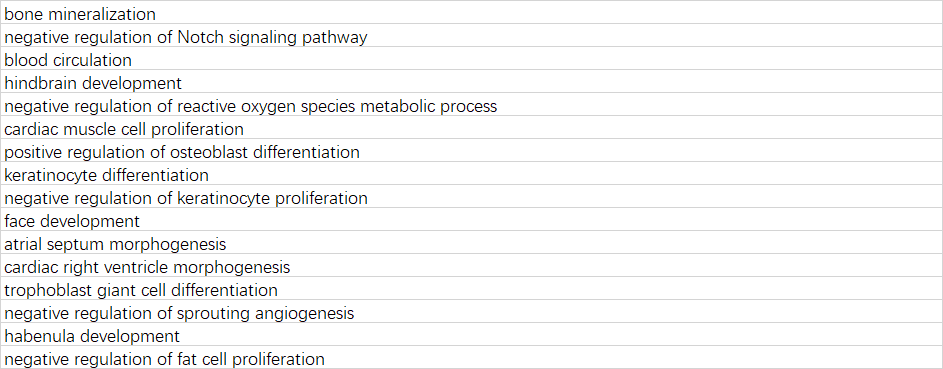 bone mineralization
negative regulation of Notch signaling pathway
blood circulation
hindbrain development
negative regulation of reactive oxygen species metabolic process
cardiac muscle cell proliferation
positive regulation of osteoblast differentiation
keratinocyte differentiation
negative regulation of keratinocyte proliferation
face development
atrial septum morphogenesis
cardiac right ventricle morphogenesis
trophoblast giant cell differentiation
negative regulation of sprouting angiogenesis
habenula development
negative regulation of fat cell proliferation